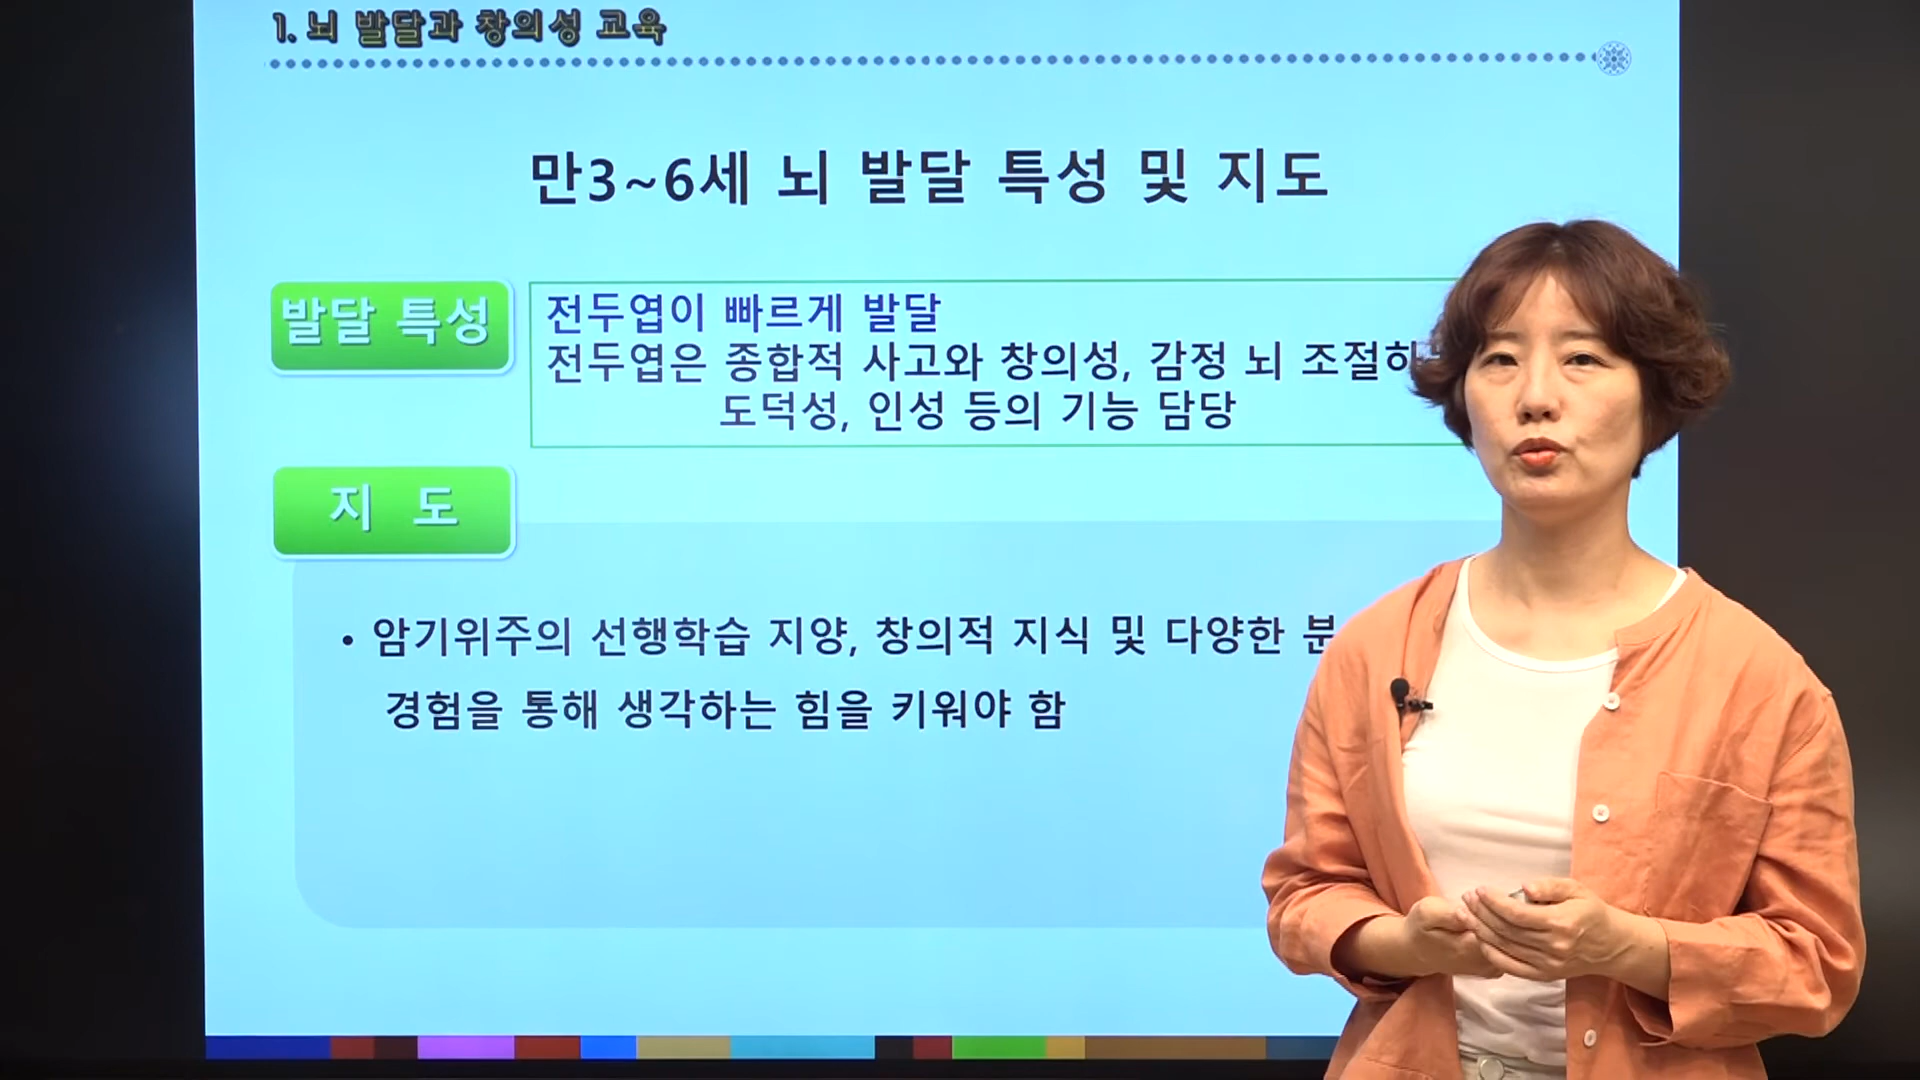 1. 뇌 발달과 창의성 교육
만3~6세 뇌 발달 특성 및 지도
발달 특성
전두엽이 빠르게 발달
전두엽은 종합적 사고와 창의성, 감정 뇌
도덕성, 인성 등의 기능 담당
지 도
• 암기위주의 선행학습 지양, 창의적 지식 및 다양한
경험을 통해 생각하는 힘을 키워야 함